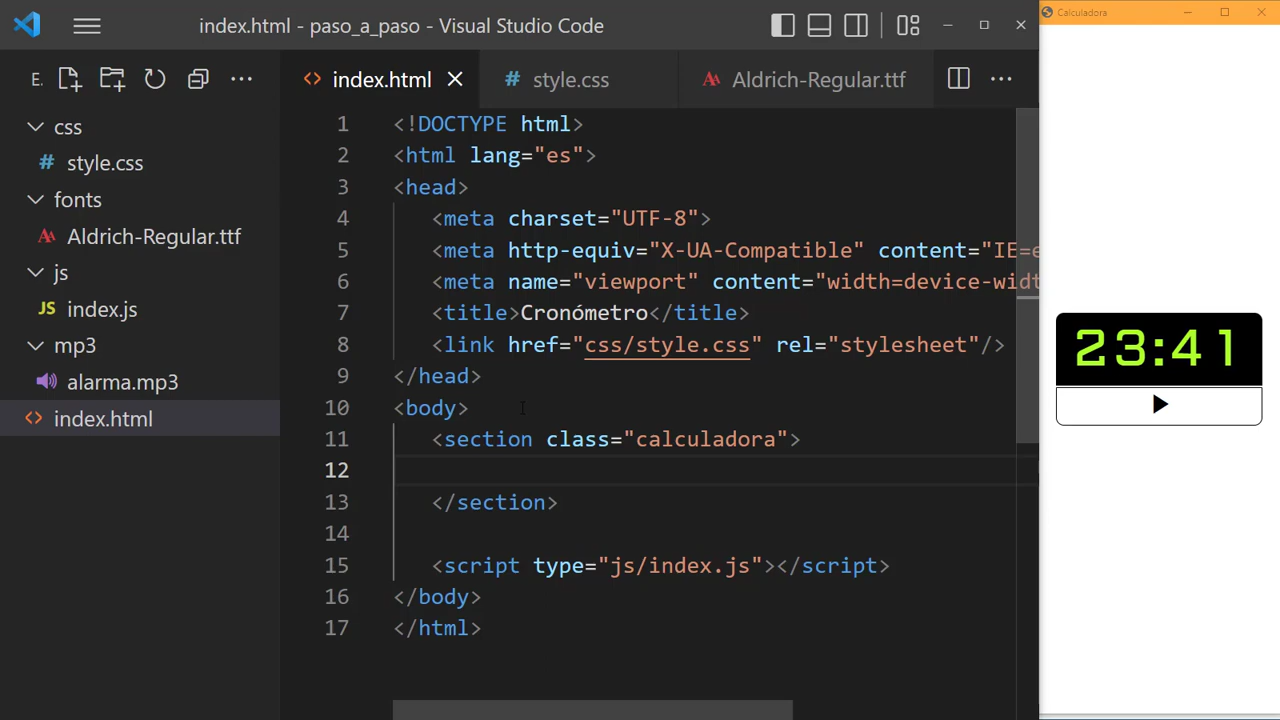 index.html - paso_a_paso - Visual Studio Code
Calculadora
E.
index.html
style.css
Aldrich-Regular.ttf
css
style.css
fonts
Aldrich-Regular.ttf
js
JS index.js
mp3
alarma.mp3
index.html
1 <!DOCTYPE html>
2 <html lang="es">
3 <head>
4 <meta charset="UTF-8">
5 <meta http-equiv="X-UA-Compatible" content="IE=e
6 <meta name="viewport" content="width=device-widt
7 <title>Cronómetro</title>
8 <link href="css/style.css" rel="stylesheet"/>
9 </head>
10 <body>
11 <section class="calculadora">
12
13 </section>
14
15 <script type="js/index.js"></script>
16 </body>
17 </html>
23:41